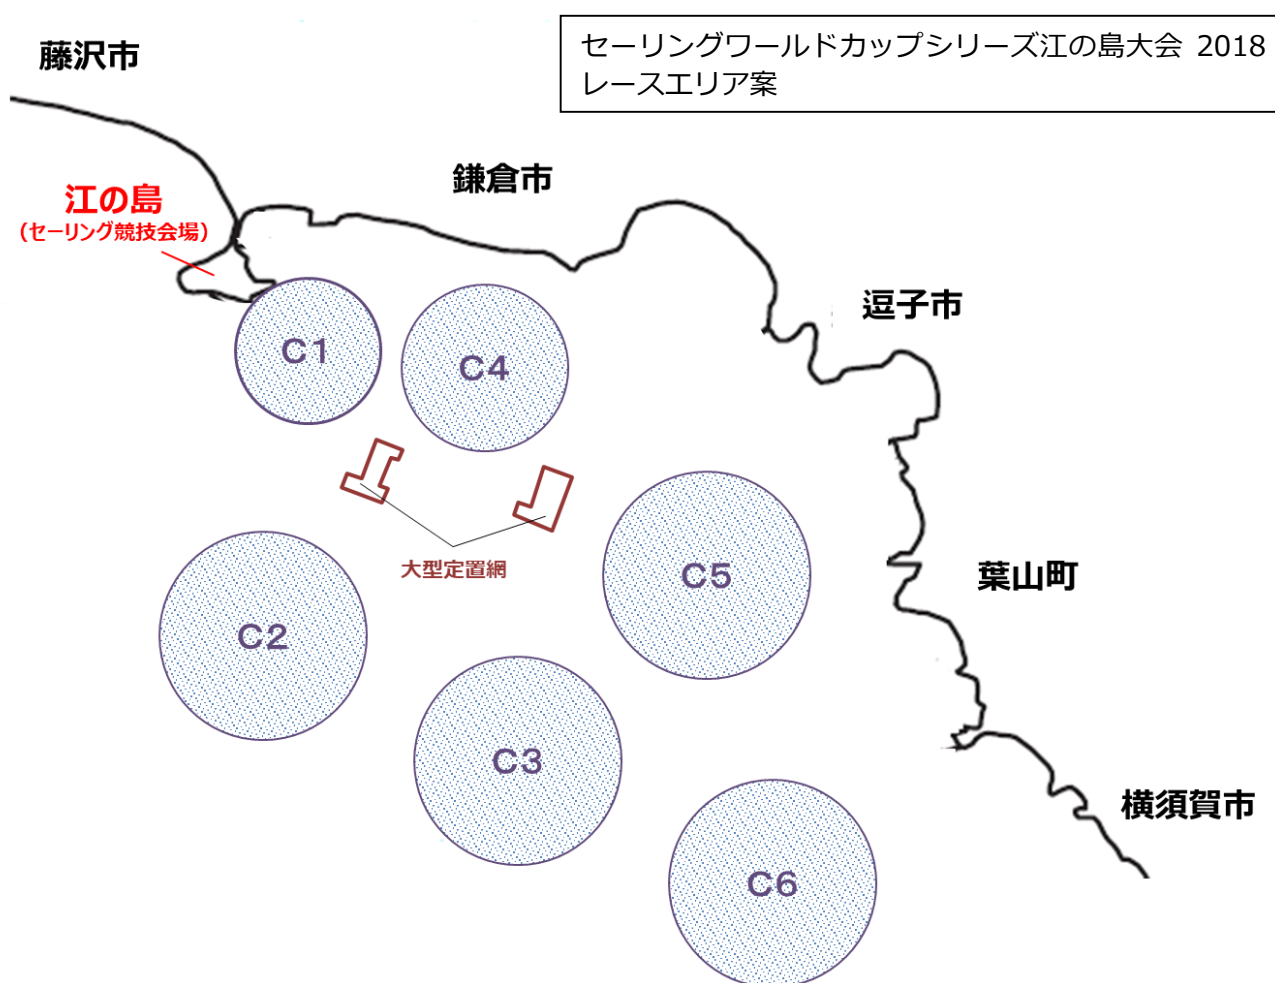 セーリングワールドカップシリーズ江の島大会 2018
レースエリア案
藤沢市
鎌倉市
江の島
(セーリング競技会場)
逗子市
C1
C4
大型定置網
C5
葉山町
C2
C3
横須賀市
C6